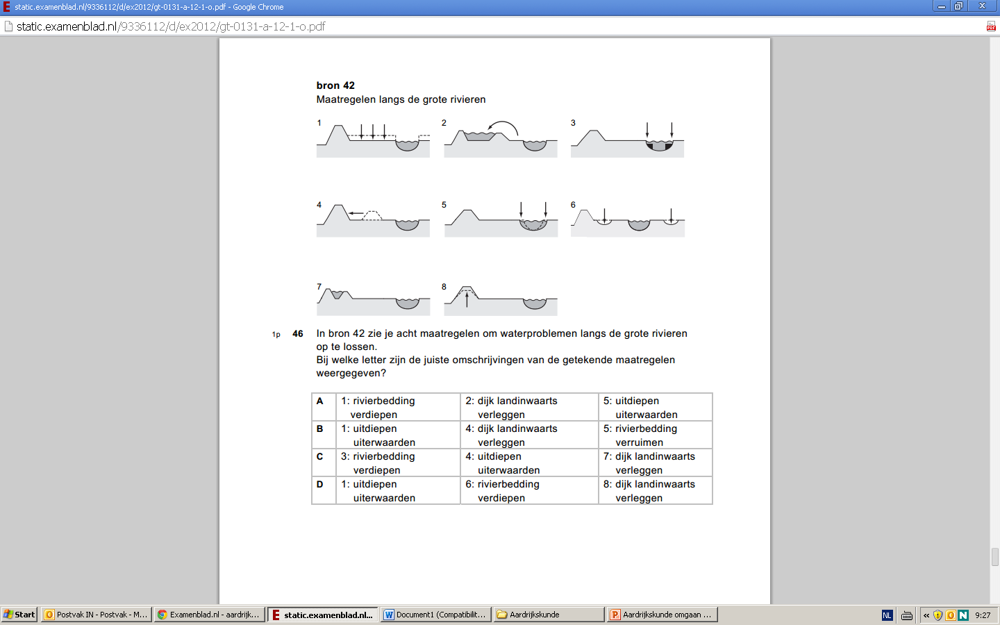 static.examenblad.nl/9336112/d/ex2012/gt-0131-a-12-1-o.pdf - Google Chrome
static.examenblad.nl/9336112/d/ex2012/gt-0131-a-12-1-o.pdf
bron 42
Maatregelen langs de grote rivieren
1 2 3
4 5 6
7 8
1p 46 In bron 42 zie je acht maatregelen om waterproblemen langs de grote rivieren
op te lossen.
Bij welke letter zijn de juiste omschrijvingen van de getekende maatregelen
weergegeven?
A 1: rivierbedding 2: dijk landinwaarts 5: uitdiepen
verdiepen verleggen uiterwaarden
B 1: uitdiepen 4: dijk landinwaarts 5: rivierbedding
uiterwaarden verleggen verruimen
C 3: rivierbedding 4: uitdiepen 7: dijk landinwaarts
verdiepen uiterwaarden verleggen
D 1: uitdiepen 6: rivierbedding 8: dijk landinwaarts
uiterwaarden verdiepen verleggen
Start Postvak IN - Postvak - M... Examenblad.nl - aardrijk... static.examenblad.nl... Document1 (Compatibilit... Aardrijkskunde Aardrijkskunde omgaan ... NL « 9:27